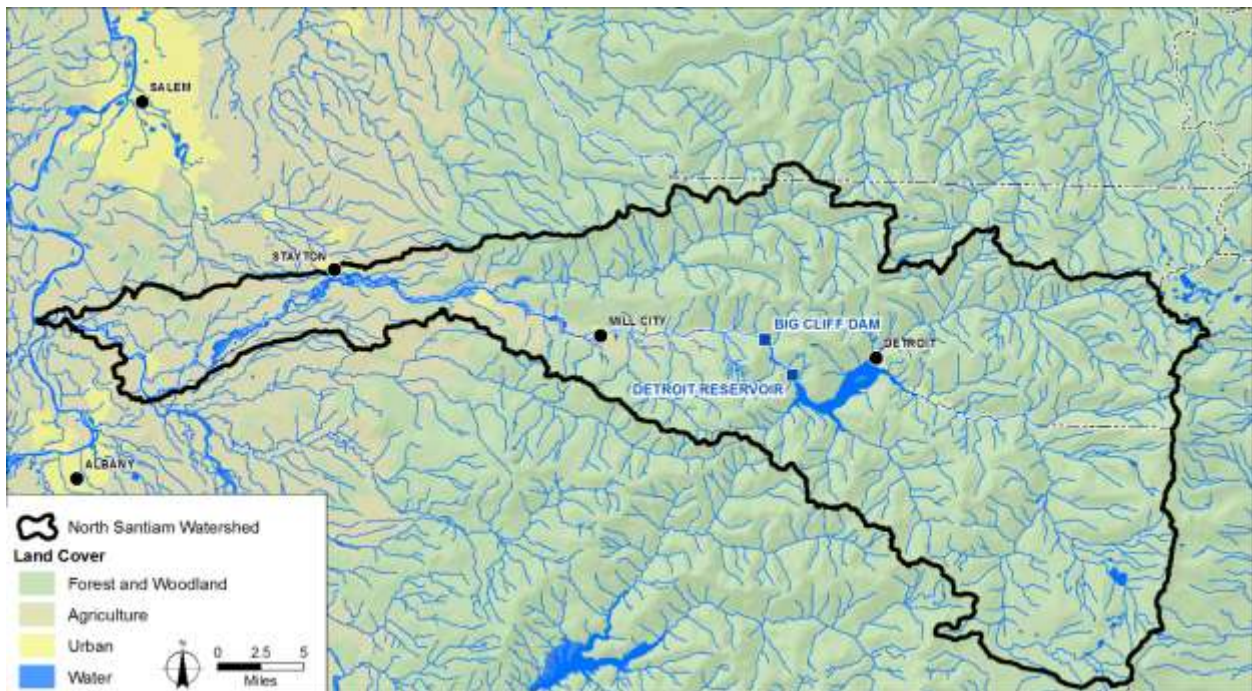 SALEM
STAYTON
MILL CITY
BIG CLIFF DAM
DETROIT
DETROIT RESERVOIR
ALBANY
North Santiam Watershed
Land Cover
Forest and Woodland
Agriculture
Urban
Water
N
0 2.5 5
Miles